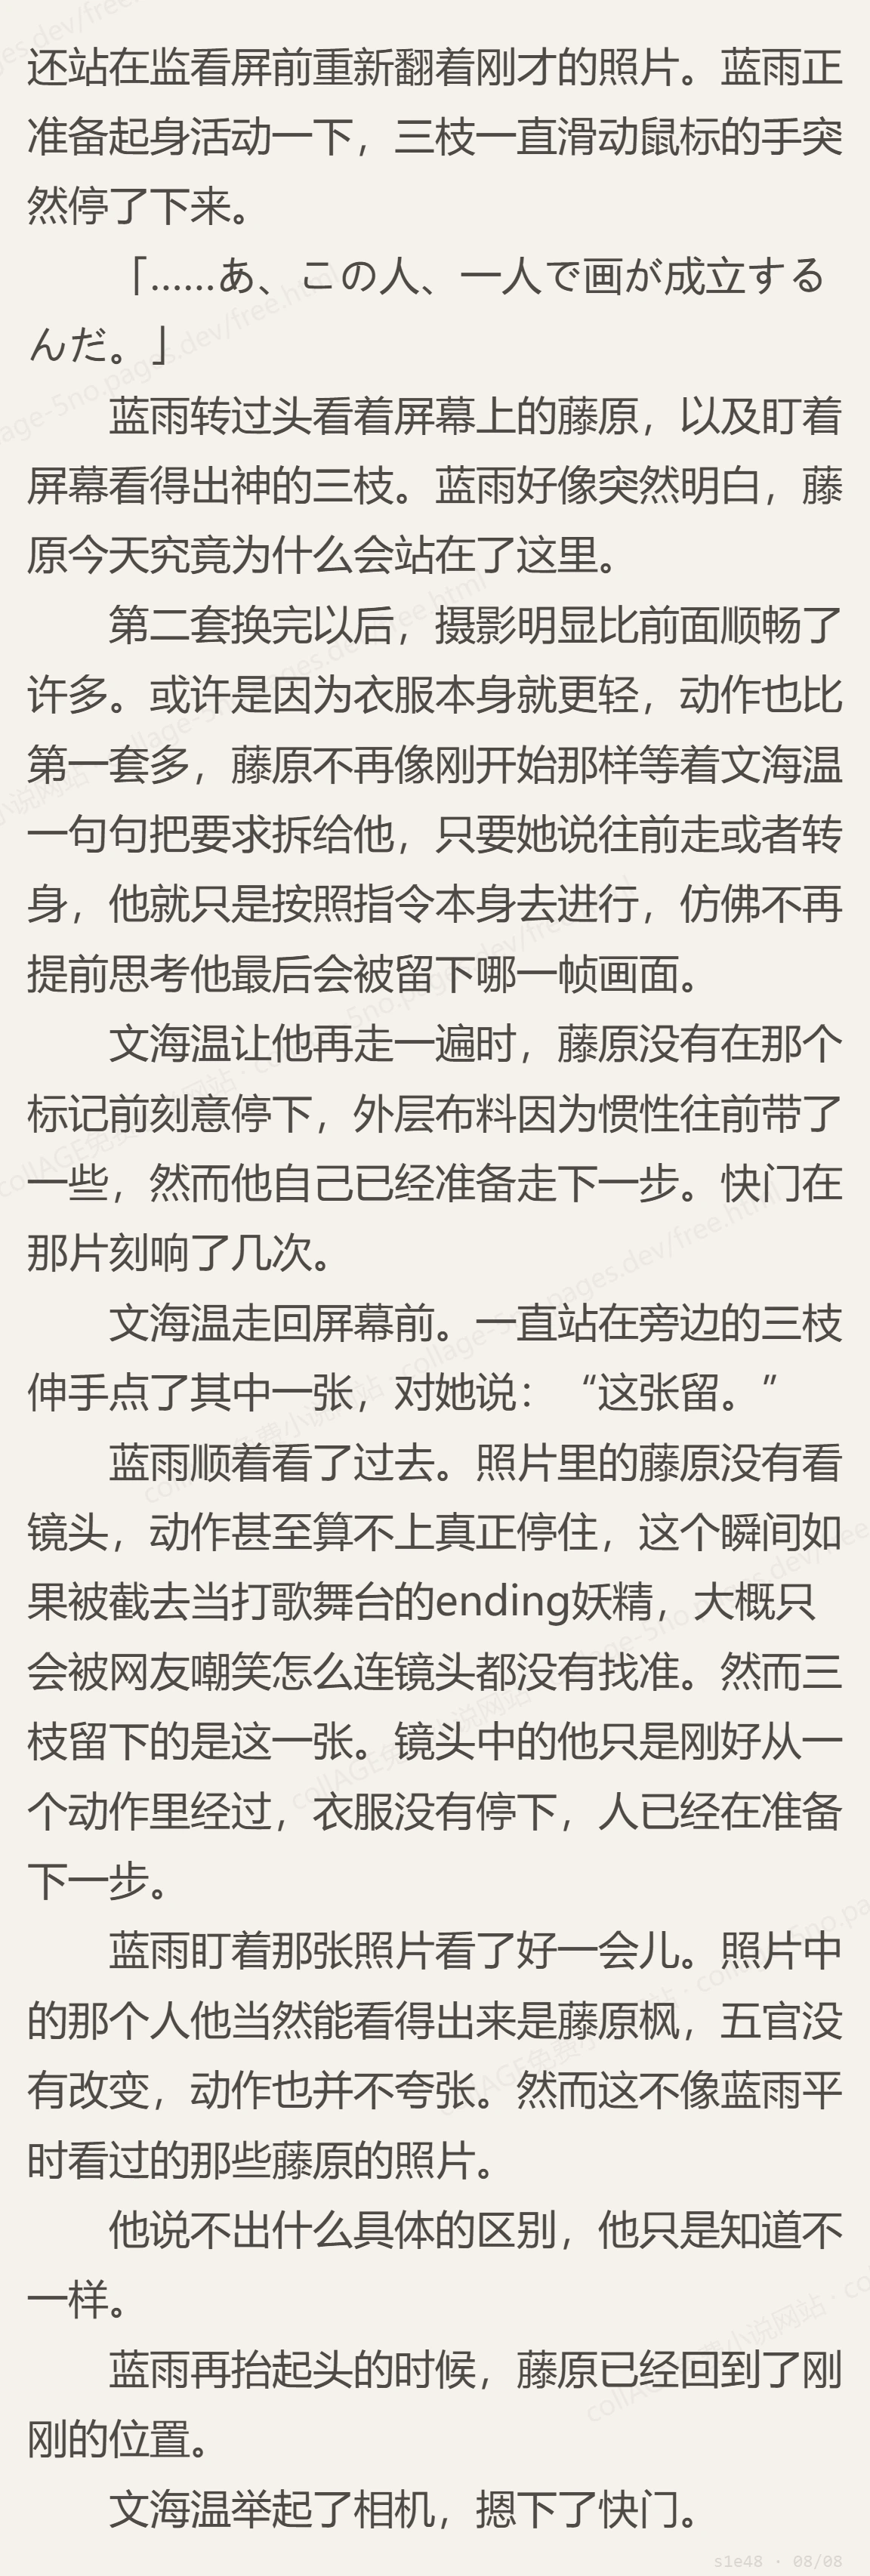 还站在监看屏前重新翻着刚才的照片。蓝雨正
准备起身活动一下，三枝一直滑动鼠标的手突
然停了下来。
「……あ、この人、一人で画が成立する
んだ。」
蓝雨转过头看着屏幕上的藤原，以及盯着
屏幕看得出神的三枝。蓝雨好像突然明白，藤
原今天究竟为什么会站在了这里。
第二套换完以后，摄影明显比前面顺畅了
许多。或许是因为衣服本身就更轻，动作也比
第一套多，藤原不再像刚开始那样等着文海温
一句句把要求拆给他，只要她说往前走或者转
身，他就只是按照指令本身去进行，仿佛不再
提前思考他最后会被留下哪一帧画面。
文海温让他再走一遍时，藤原没有在那个
标记前刻意停下，外层布料因为惯性往前带了
一些，然而他自己已经准备走下一步。快门在
那片刻响了几次。
文海温走回屏幕前。一直站在旁边的三枝
伸手点了其中一张，对她说：“这张留。”
蓝雨顺着看了过去。照片里的藤原没有看
镜头，动作甚至算不上真正停住，这个瞬间如
果被截去当打歌舞台的ending妖精，大概只
会被网友嘲笑怎么连镜头都没有找准。然而三
枝留下的是这一张。镜头中的他只是刚好从一
个动作里经过，衣服没有停下，人已经在准备
下一步。
蓝雨盯着那张照片看了好一会儿。照片中
的那个人他当然能看得出来是藤原枫，五官没
有改变，动作也并不夸张。然而这不像蓝雨平
时看过的那些藤原的照片。
他说不出什么具体的区别，他只是知道不
一样。
蓝雨再抬起头的时候，藤原已经回到了刚
刚的位置。
文海温举起了相机，摁下了快门。
s1e48 · 08/08